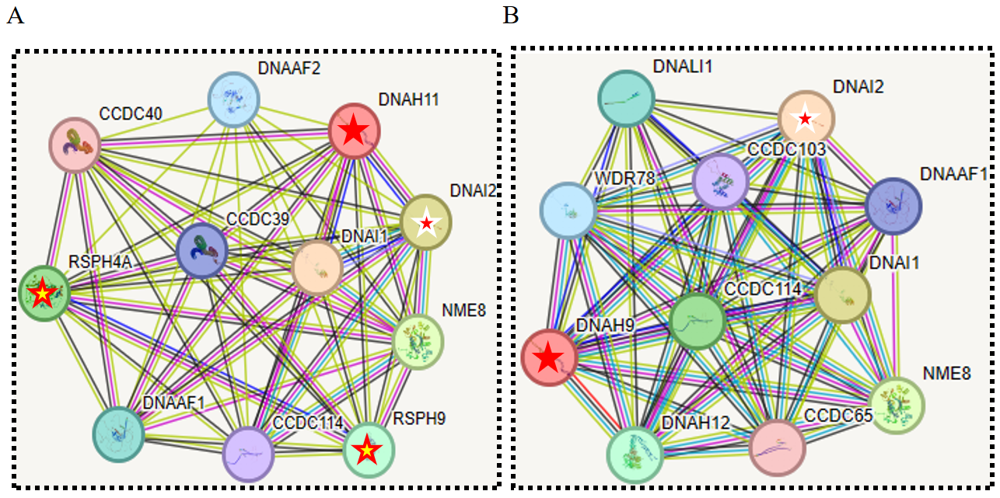 A
B
DNAAF2
DNAH11
CCDC40
DNAI2
CCDC39
DNAI1
RSPH4A
NME8
DNAAF1
CCDC114
RSPH9
DNALI1
DNAI2
CCDC103
WDR78
DNAAF1
DNAI1
CCDC114
DNAH9
NME8
CCDC65
DNAH12